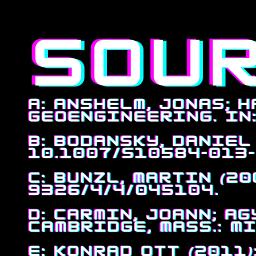 SOUR
A: ANSHELM, JONAS; HA
GEOENGINEERING. IN:
B: BODANSKY, DANIEL
10.1007/S10584-013-
C: BUNZL, MARTIN (200
9326/4/4/045104.
D: CARMIN, JOANN; AGY
CAMBRIDGE, MASS.: MI
E: KONRAD OTT (2011):